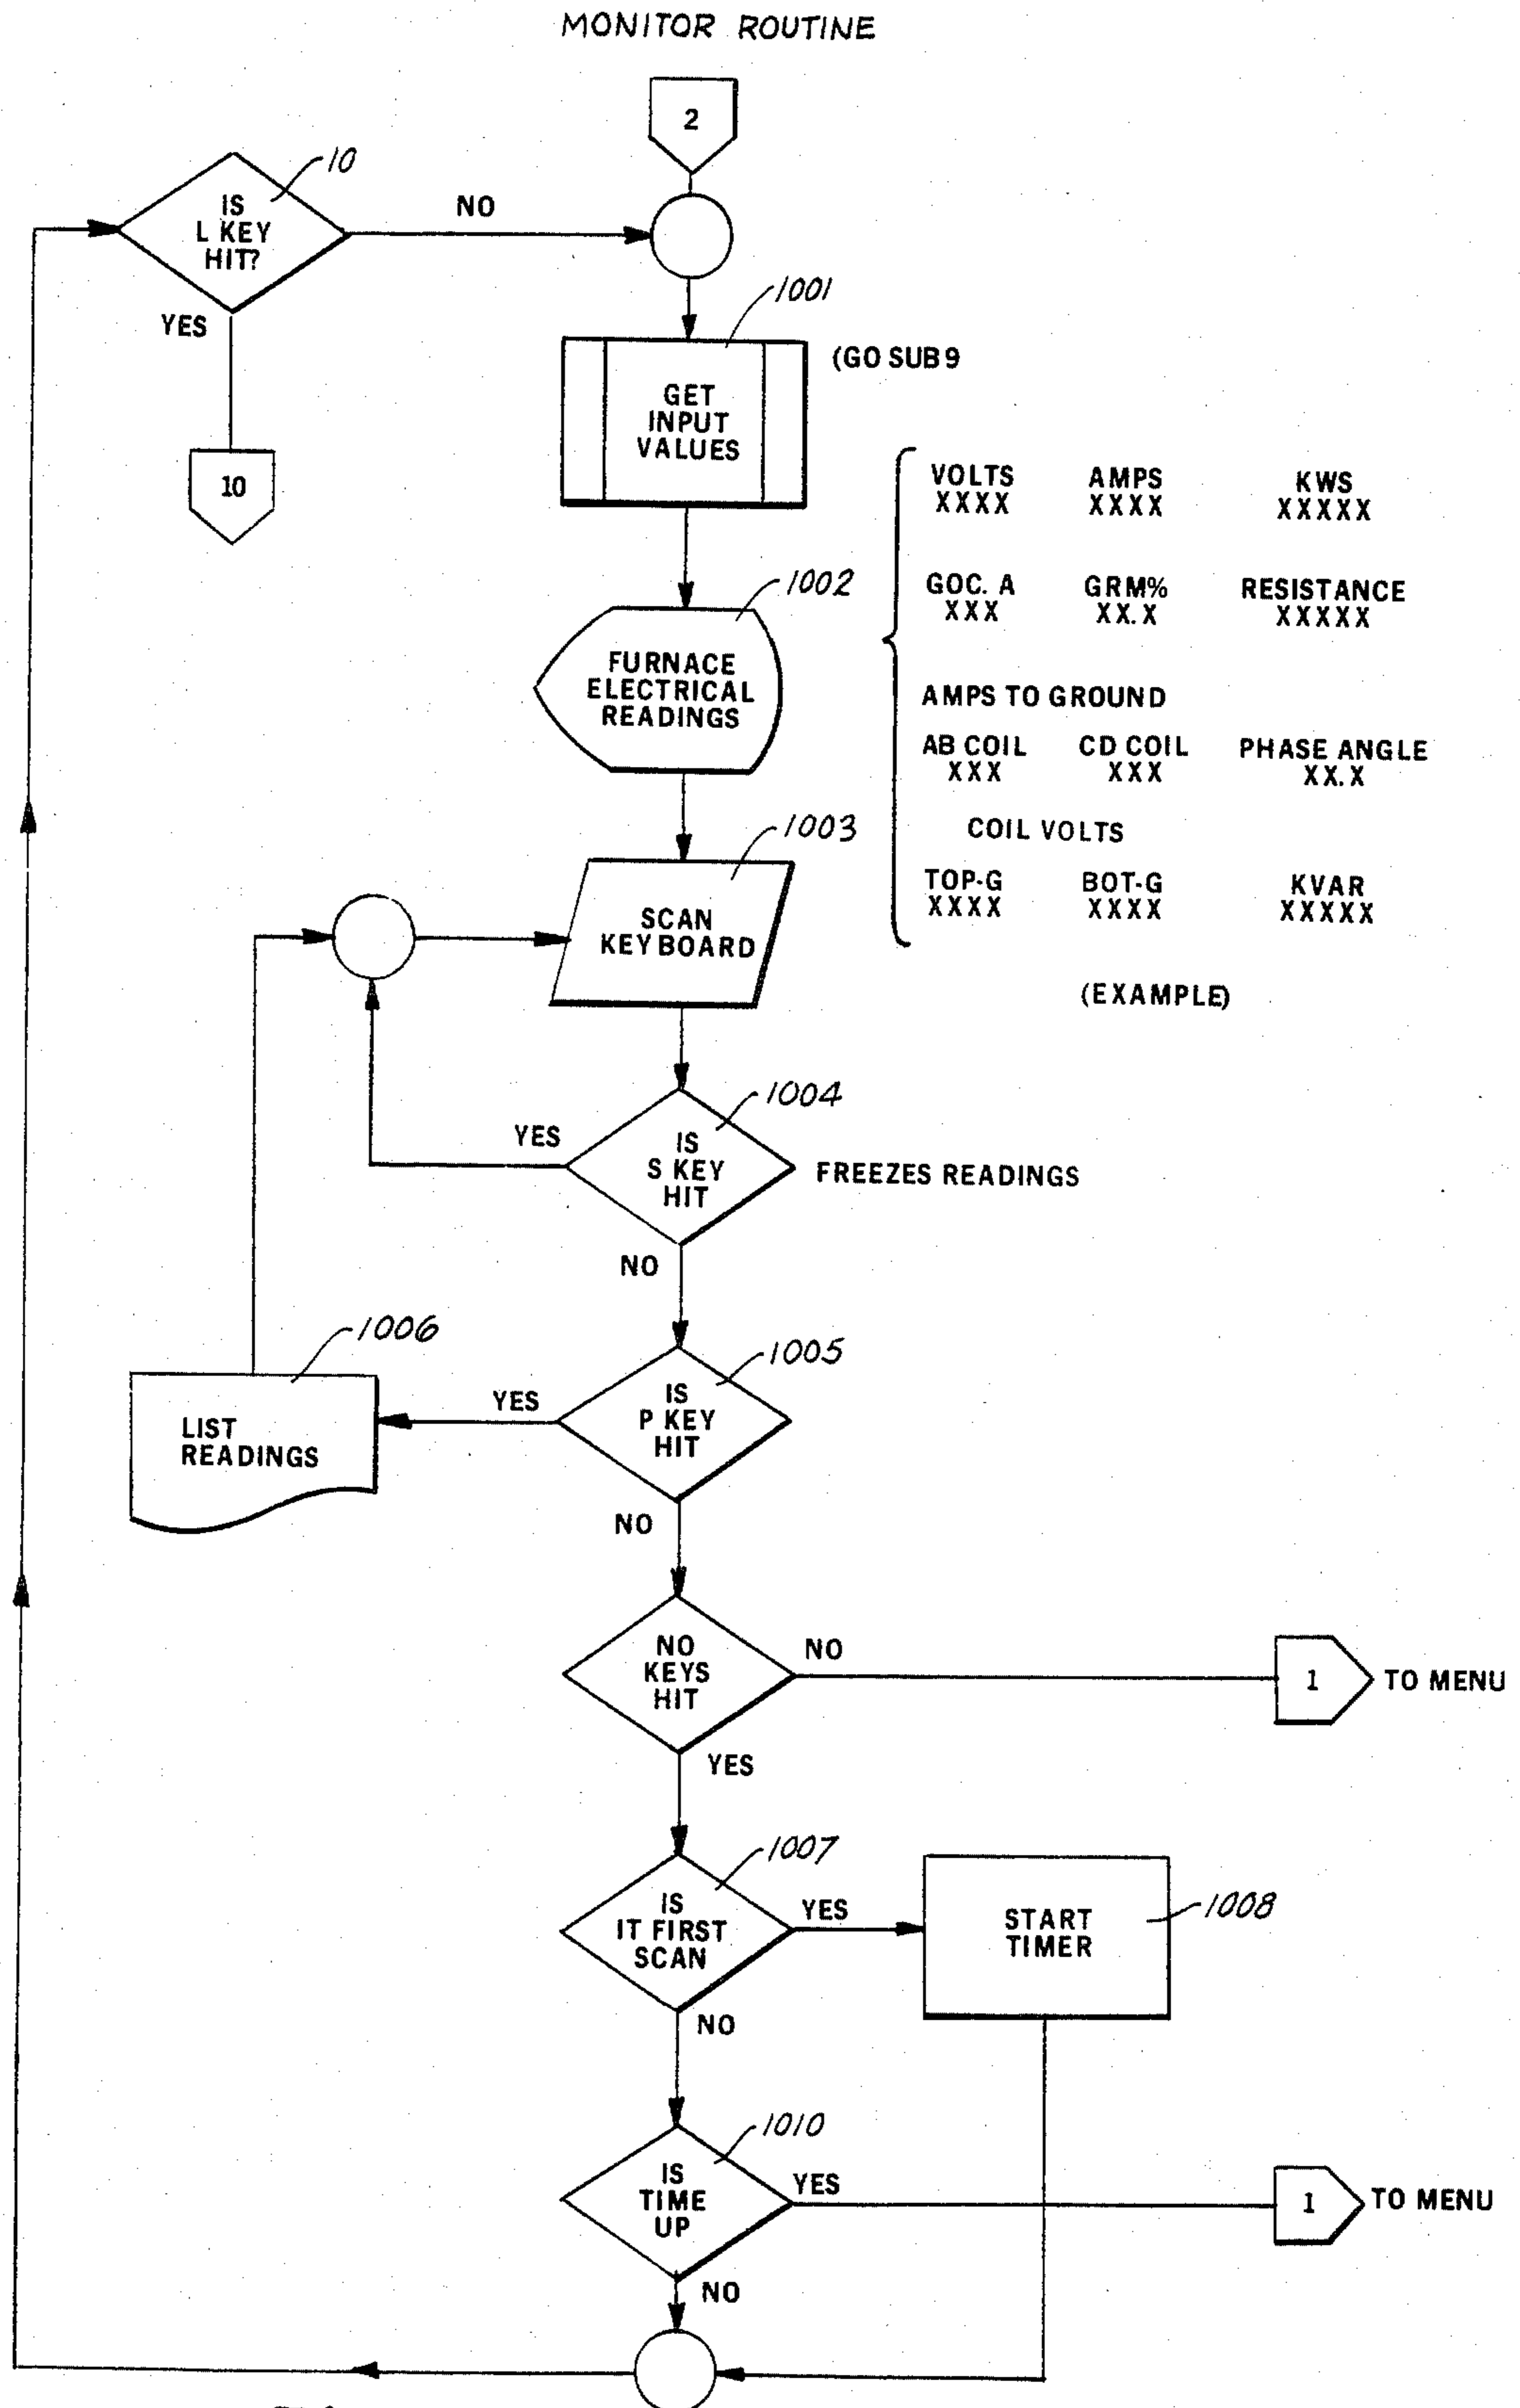 MONITOR ROUTINE
2
10
IS
L KEY
HIT?
NO
YES
10
1001
GET
INPUT
VALUES
(GO SUB 9
1002
FURNACE
ELECTRICAL
READINGS
VOLTS AMPS KWS
XXXX XXXX XXXXX
GOC. A GRM% RESISTANCE
XXX XX.X XXXXX
AMPS TO GROUND
AB COIL CD COIL PHASE ANGLE
XXX XXX XX.X
COIL VOLTS
TOP-G BOT-G KVAR
XXXX XXXX XXXXX
(EXAMPLE)
1003
SCAN
KEYBOARD
1004
YES
IS
S KEY
HIT
FREEZES READINGS
NO
1006
LIST
READINGS
1005
YES
IS
P KEY
HIT
NO
NO
KEYS
HIT
NO
1
TO MENU
YES
1007
IS
IT FIRST
SCAN
YES
START
TIMER
1008
NO
1010
IS
TIME
UP
YES
1
TO MENU
NO